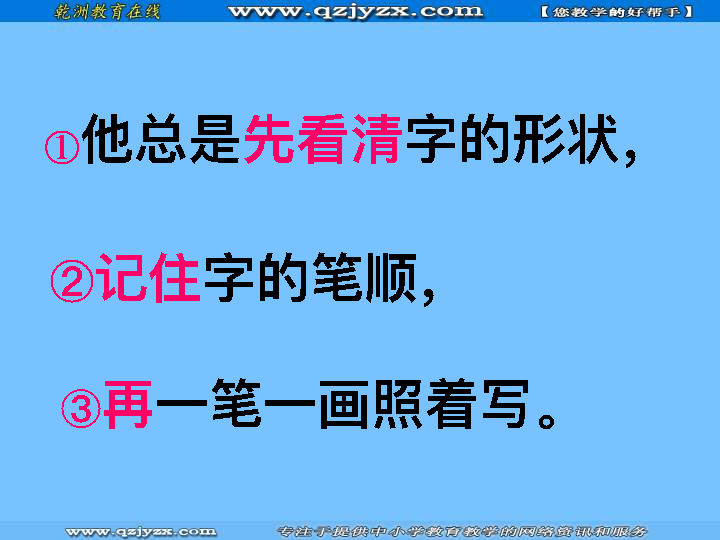 乾洲教育在线 www.qzjyzx.com 【您教学的好帮手】
①他总是先看清字的形状，
②记住字的笔顺，
③再一笔一画照着写。
www.qzjyzx.com 专注于提供中小学教育教学的网络资讯和服务